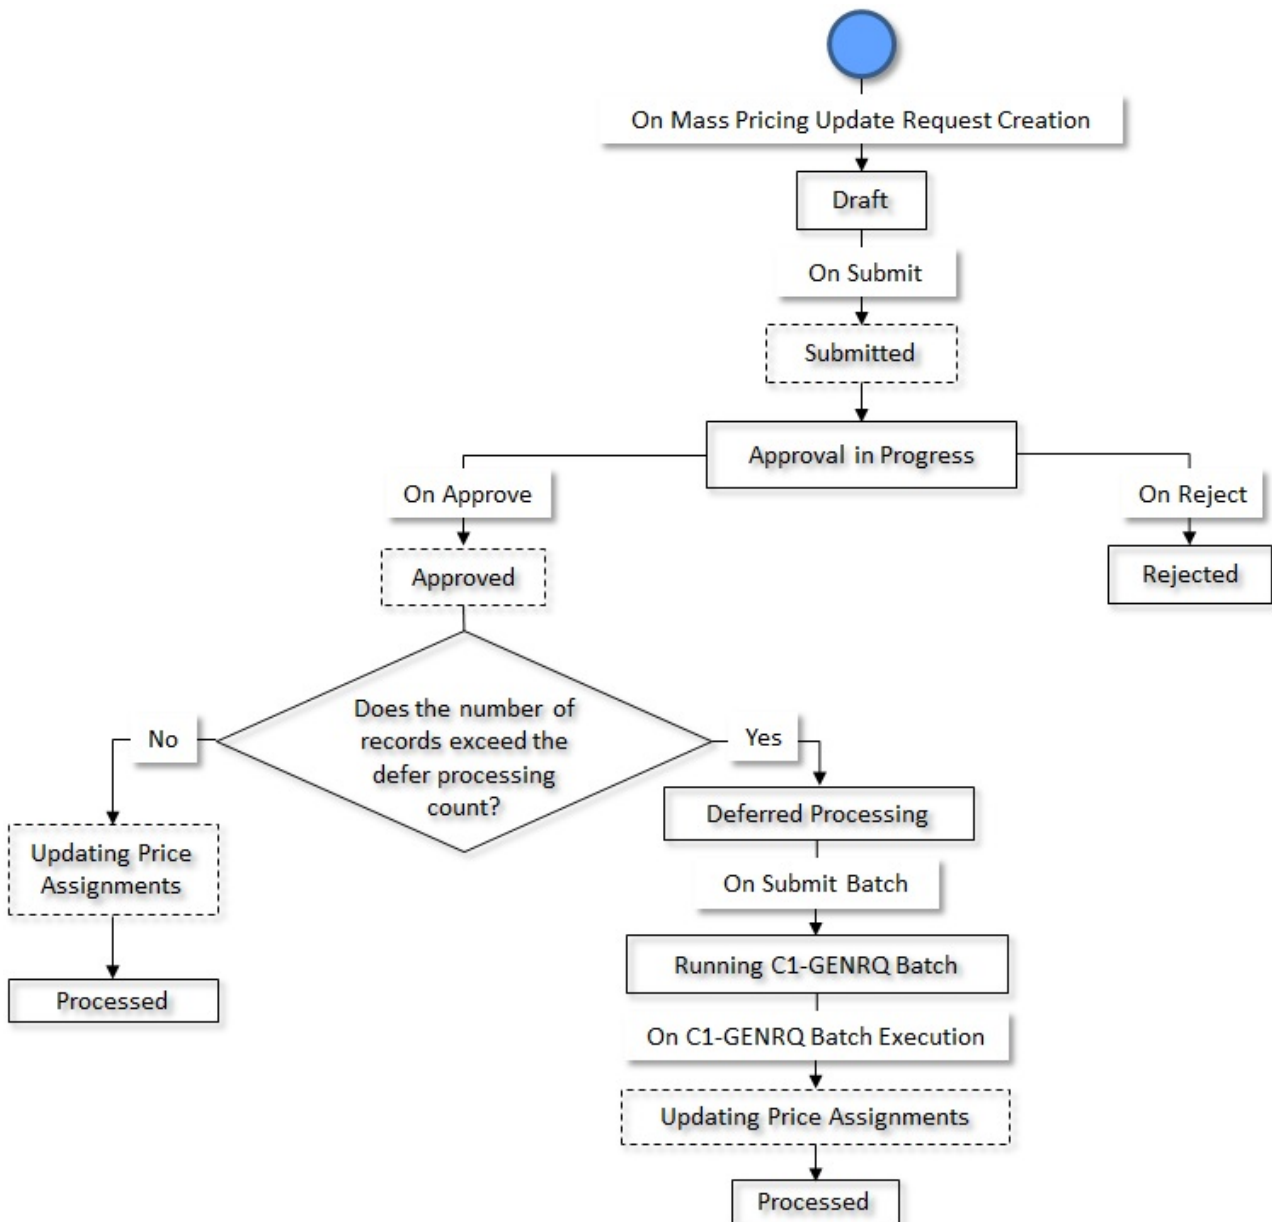 On Mass Pricing Update Request Creation
Draft
On Submit
Submitted
Approval in Progress
On Approve
On Reject
Approved
Rejected
Does the number of
records exceed the
defer processing
count?
No
Yes
Updating Price
Assignments
Processed
Deferred Processing
On Submit Batch
Running C1-GENRQ Batch
On C1-GENRQ Batch Execution
Updating Price Assignments
Processed